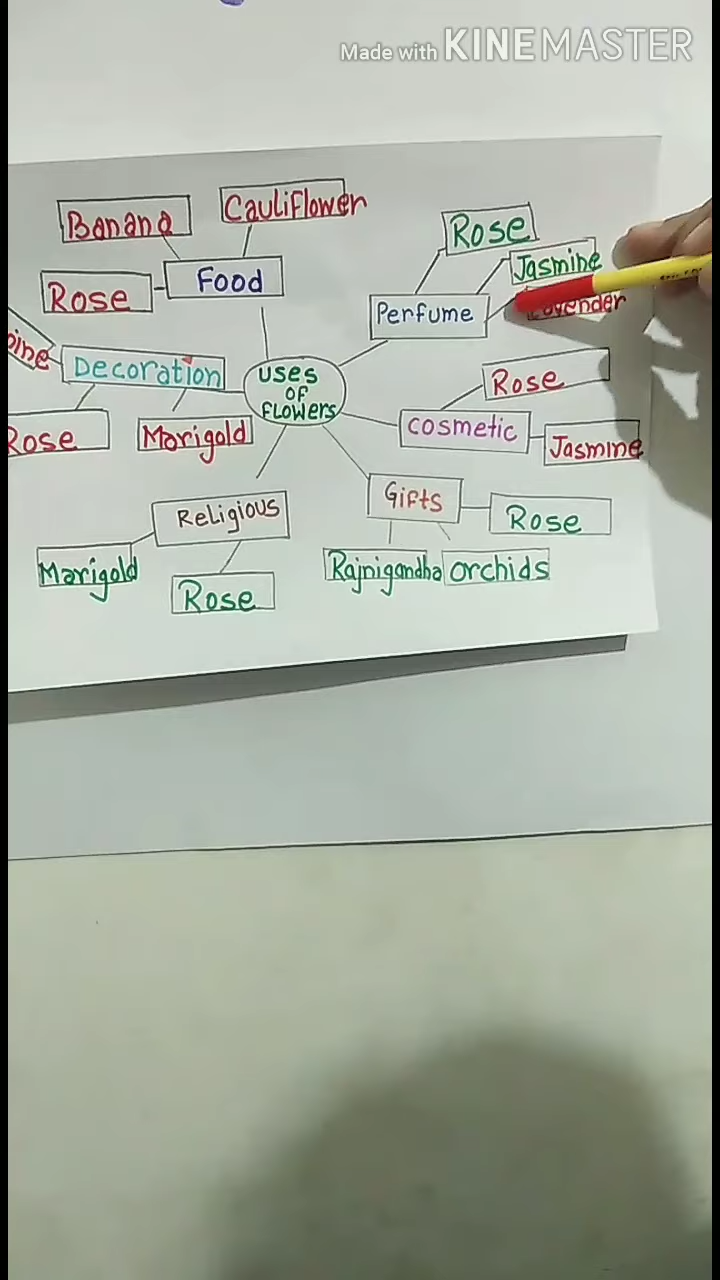 Made with KINEMASTER
Banana
Cauliflower
Rose
Food
Rose
Jasmine
Perfume
Decoration
Rose
Marigold
USES
OF
FLOWERS
Rose
cosmetic
Jasmine
Religious
Marigold
Rose
Gifts
Rose
Rajnigandha
orchids